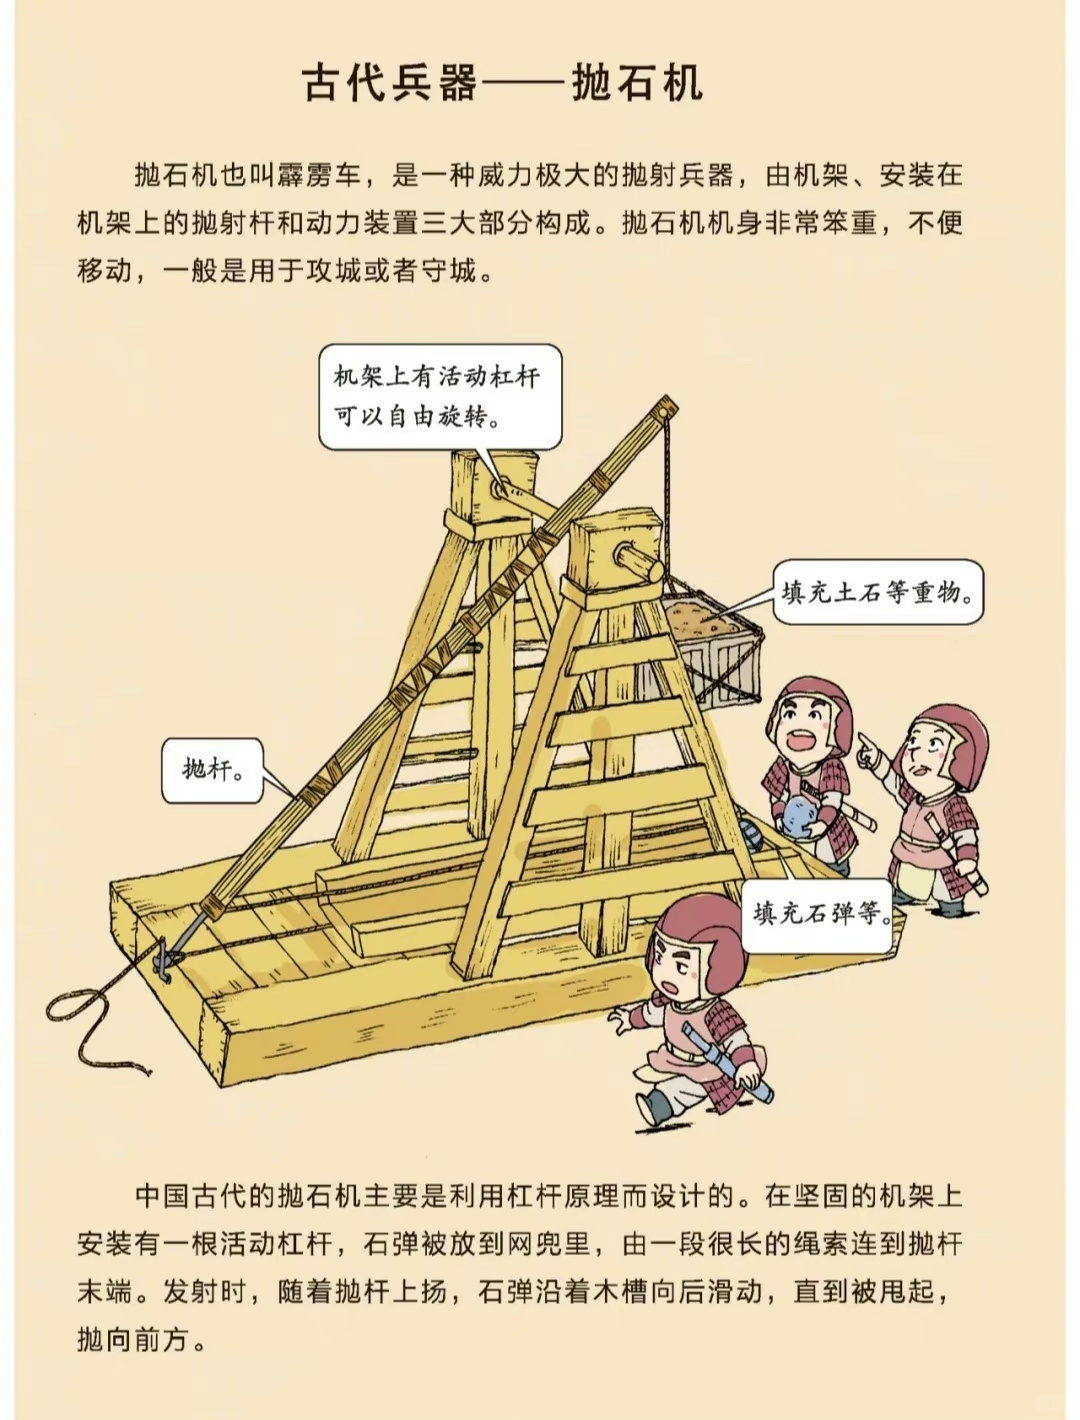 古代兵器——抛石机
抛石机也叫霹雳车，是一种威力极大的抛射兵器，由机架、安装在
机架上的抛射杆和动力装置三大部分构成。抛石机机身非常笨重，不便
移动，一般是用于攻城或者守城。
机架上有活动杠杆
可以自由旋转。
填充土石等重物。
抛杆。
填充石弹等。
中国古代的抛石机主要是利用杠杆原理而设计的。在坚固的机架上
安装有一根活动杠杆，石弹被放到网兜里，由一段很长的绳索连到抛杆
末端。发射时，随着抛杆上扬，石弹沿着木槽向后滑动，直到被甩起，
抛向前方。